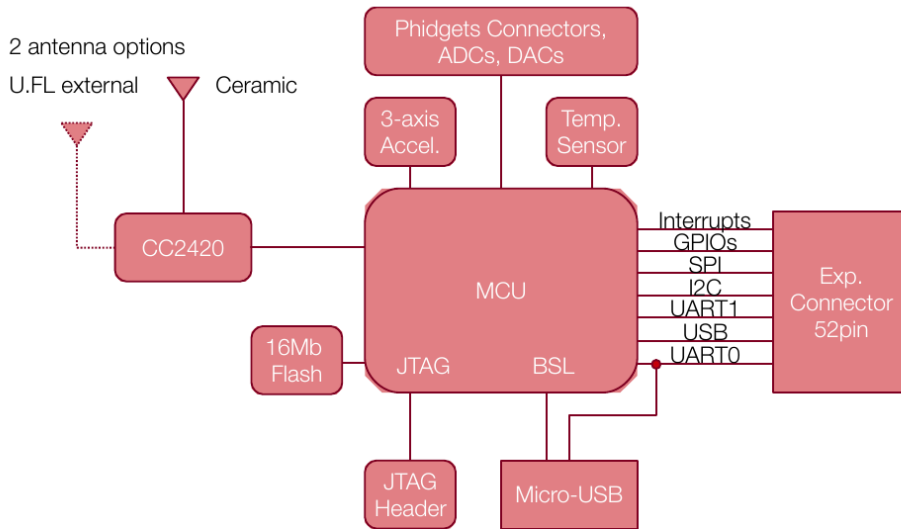 Phidgets Connectors,
ADCs, DACs
2 antenna options
U.FL external
Ceramic
3-axis
Accel.
Temp.
Sensor
CC2420
MCU
Interrupts
GPIOs
SPI
I2C
UART1
USB
UART0
Exp.
Connector
52pin
16Mb
Flash
JTAG
BSL
JTAG
Header
Micro-USB